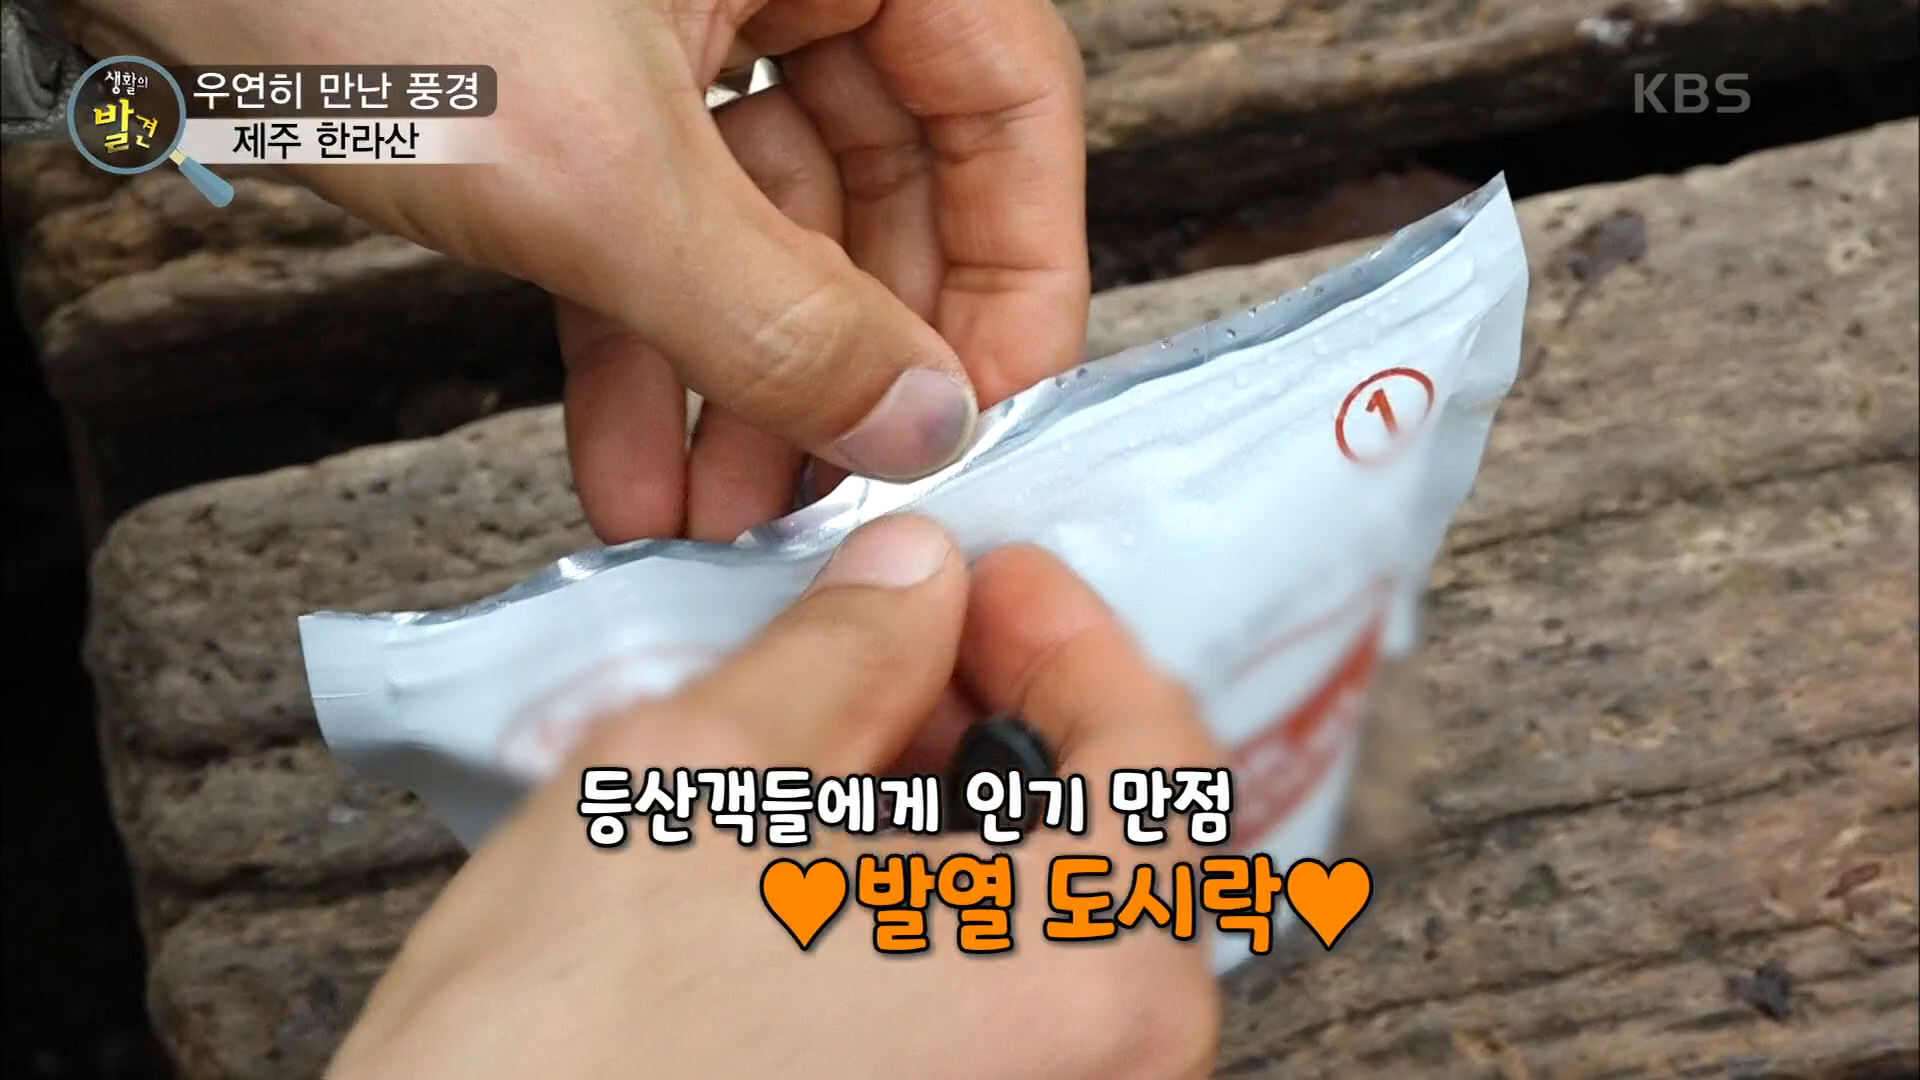 생활의
발견
우연히 만난 풍경
제주 한라산
KBS
1
등산객들에게 인기 만점
♥발열 도시락♥